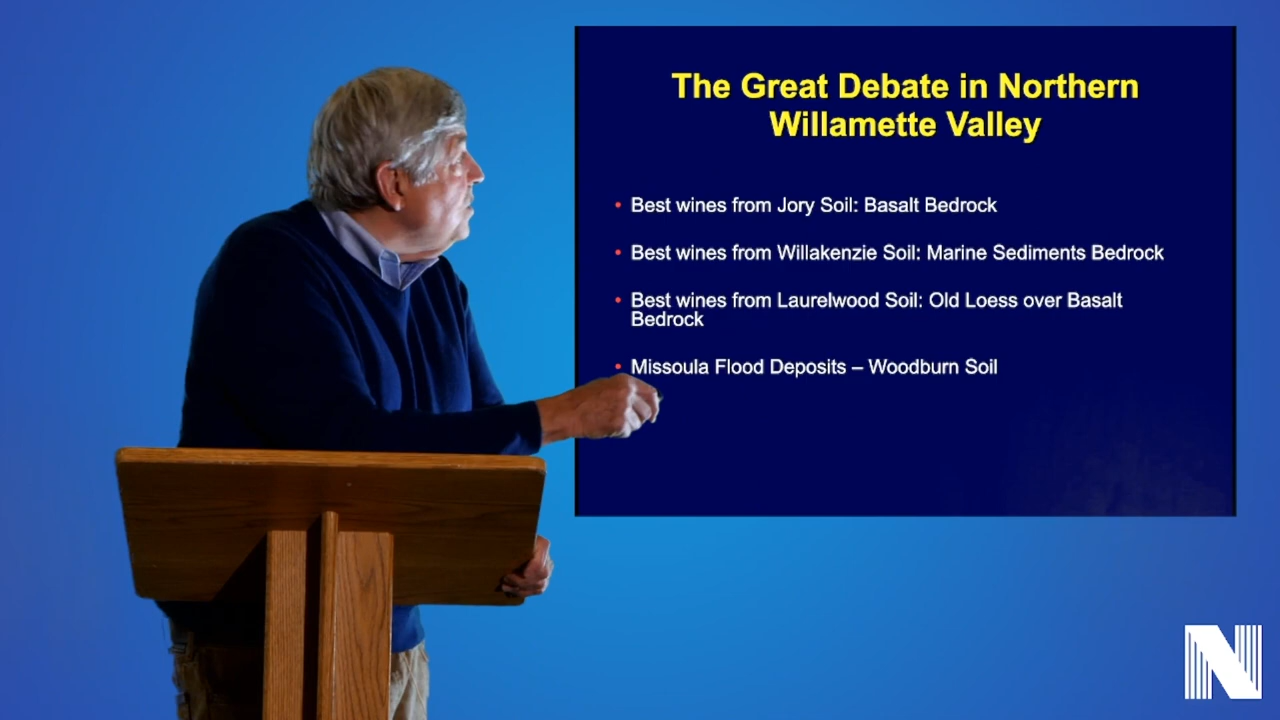 The Great Debate in Northern
Willamette Valley
• Best wines from Jory Soil: Basalt Bedrock
• Best wines from Willakenzie Soil: Marine Sediments Bedrock
• Best wines from Laurelwood Soil: Old Loess over Basalt
Bedrock
• Missoula Flood Deposits – Woodburn Soil
N